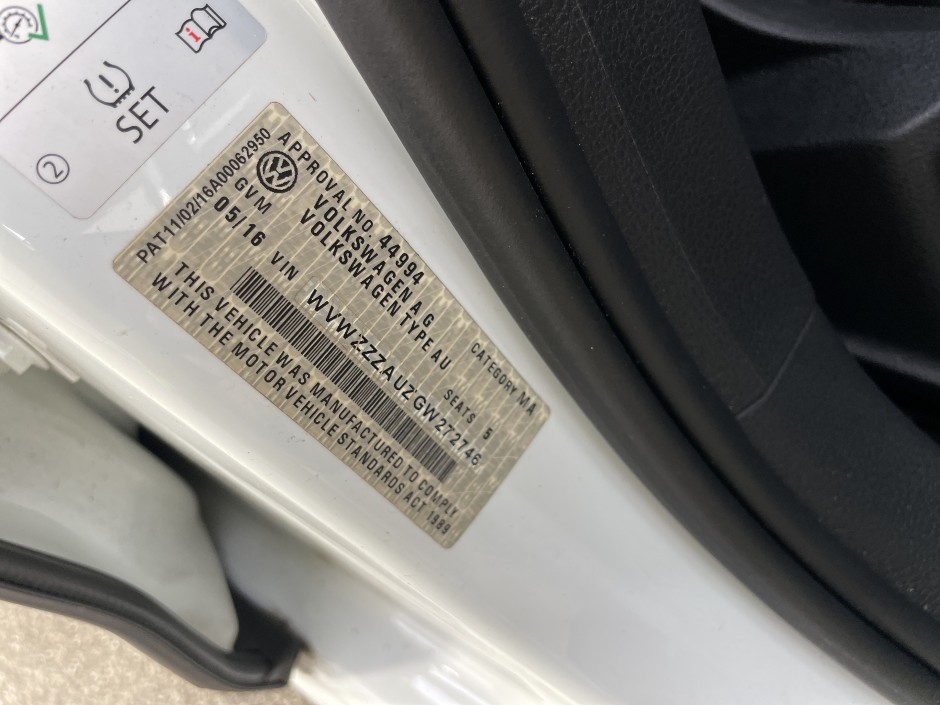 SET
i
2
PAT11/02/16A00062950
APPROVAL NO. 44994
VOLKSWAGEN AG CATEGORY MA
GVM VOLKSWAGEN TYPE AU
05/16 SEATS 5
VIN WVWZZZAUZGW272746
THIS VEHICLE WAS MANUFACTURED TO COMPLY
WITH THE MOTOR VEHICLE STANDARDS ACT 1989